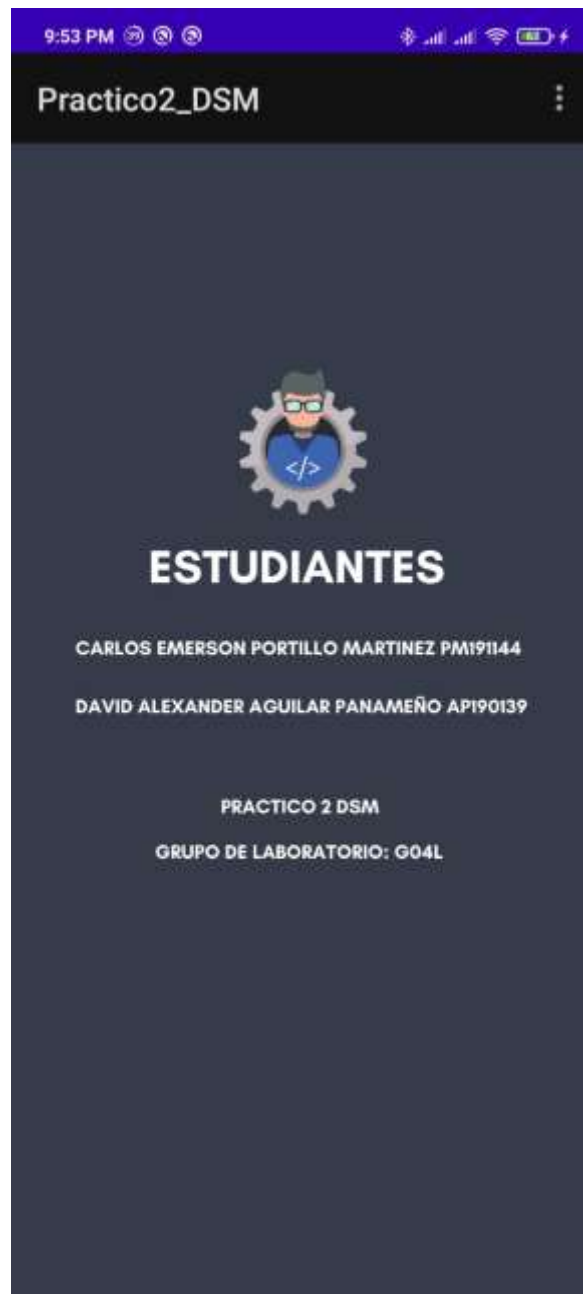 9:53 PM
Practico2_DSM
</>
ESTUDIANTES
CARLOS EMERSON PORTILLO MARTINEZ PM191144
DAVID ALEXANDER AGUILAR PANAMEÑO AP190139
PRACTICO 2 DSM
GRUPO DE LABORATORIO: G04L